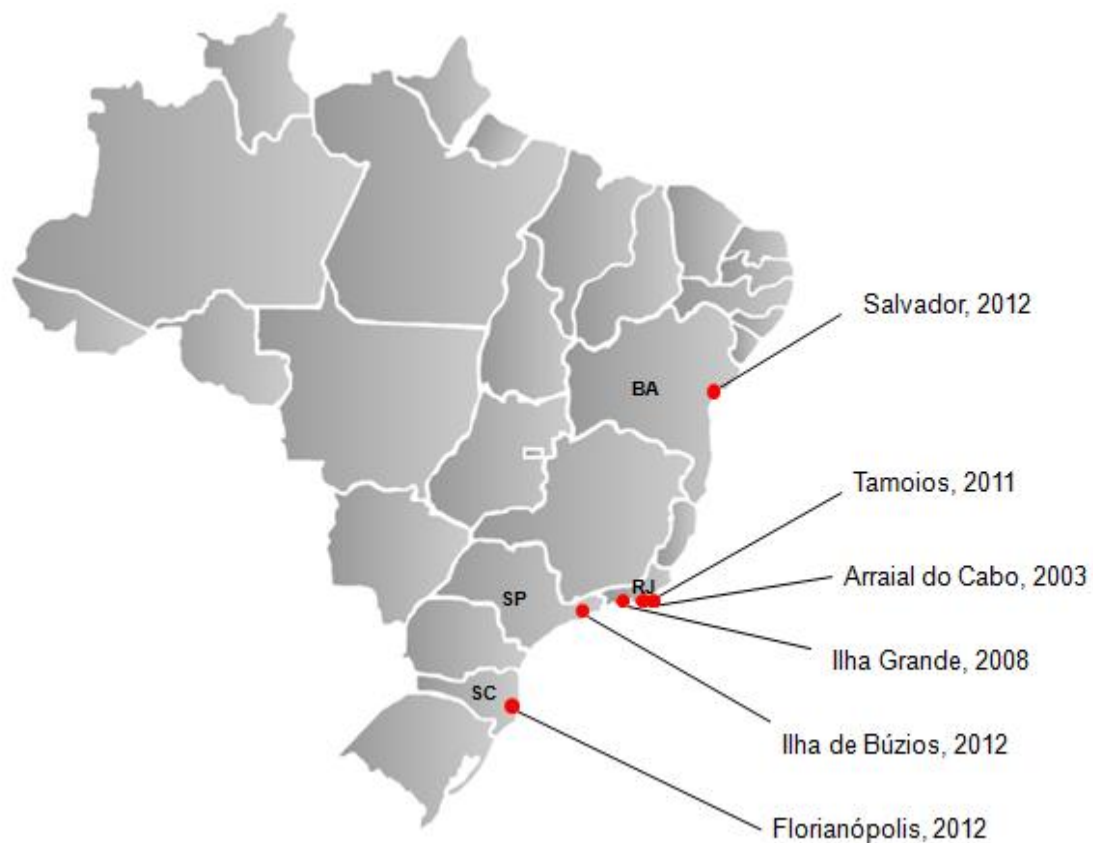 Salvador, 2012
BA
Tamoios, 2011
Arraial do Cabo, 2003
RJ
SP
Ilha Grande, 2008
SC
Ilha de Búzios, 2012
Florianópolis, 2012